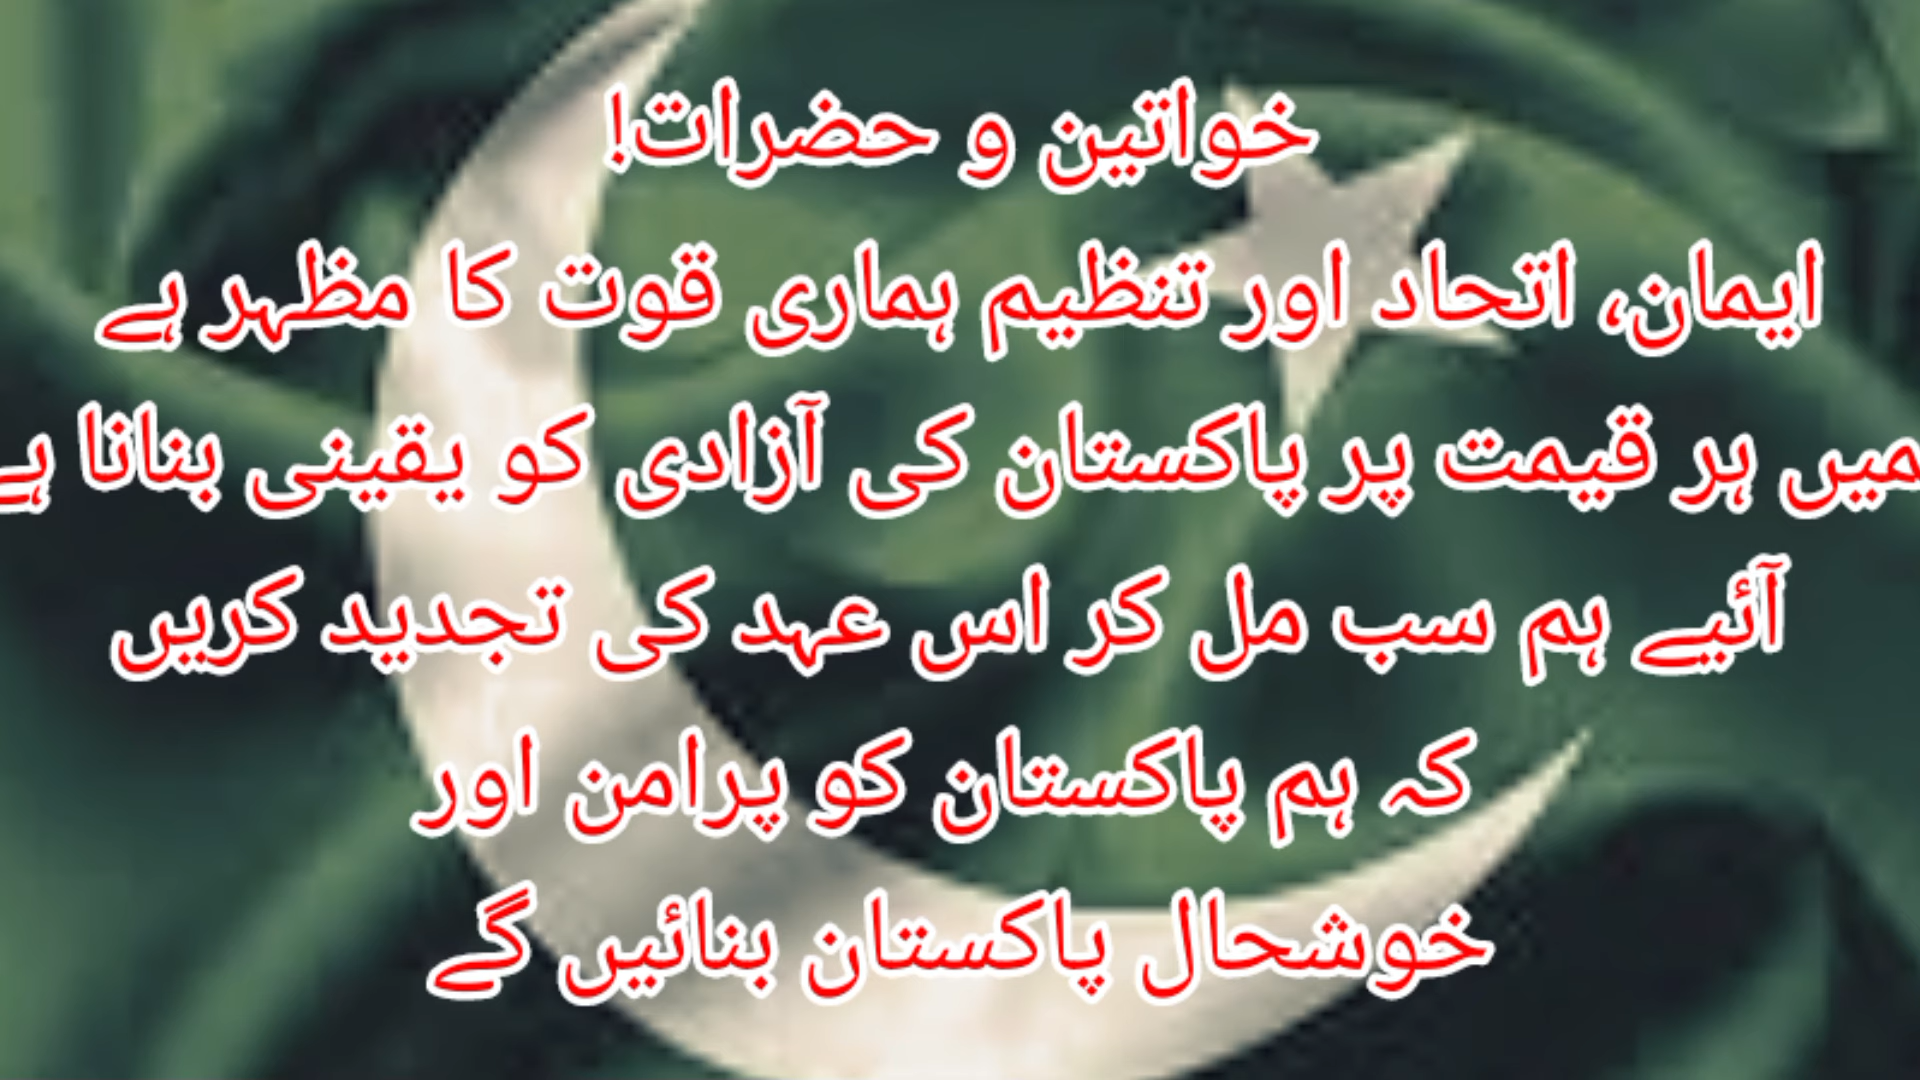 خواتین و حضرات!
ایمان، اتحاد اور تنظیم ہماری قوت کا مظہر ہے
ہمیں ہر قیمت پر پاکستان کی آزادی کو یقینی بنانا ہے
آئیے ہم سب مل کر اس عہد کی تجدید کریں
کہ ہم پاکستان کو پرامن اور
خوشحال پاکستان بنائیں گے